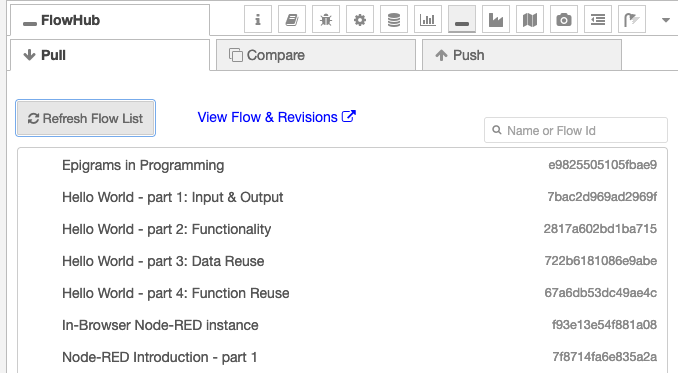 FlowHub
Pull
Compare
Push
Refresh Flow List
View Flow & Revisions
Name or Flow Id
Epigrams in Programming e9825505105fbae9
Hello World - part 1: Input & Output 7bac2d969ad2969f
Hello World - part 2: Functionality 2817a602bd1ba715
Hello World - part 3: Data Reuse 722b6181086e9abe
Hello World - part 4: Function Reuse 67a6db53dc49ae4c
In-Browser Node-RED instance f93e13e54f881a08
Node-RED Introduction - part 1 7f8714fa6e835a2a